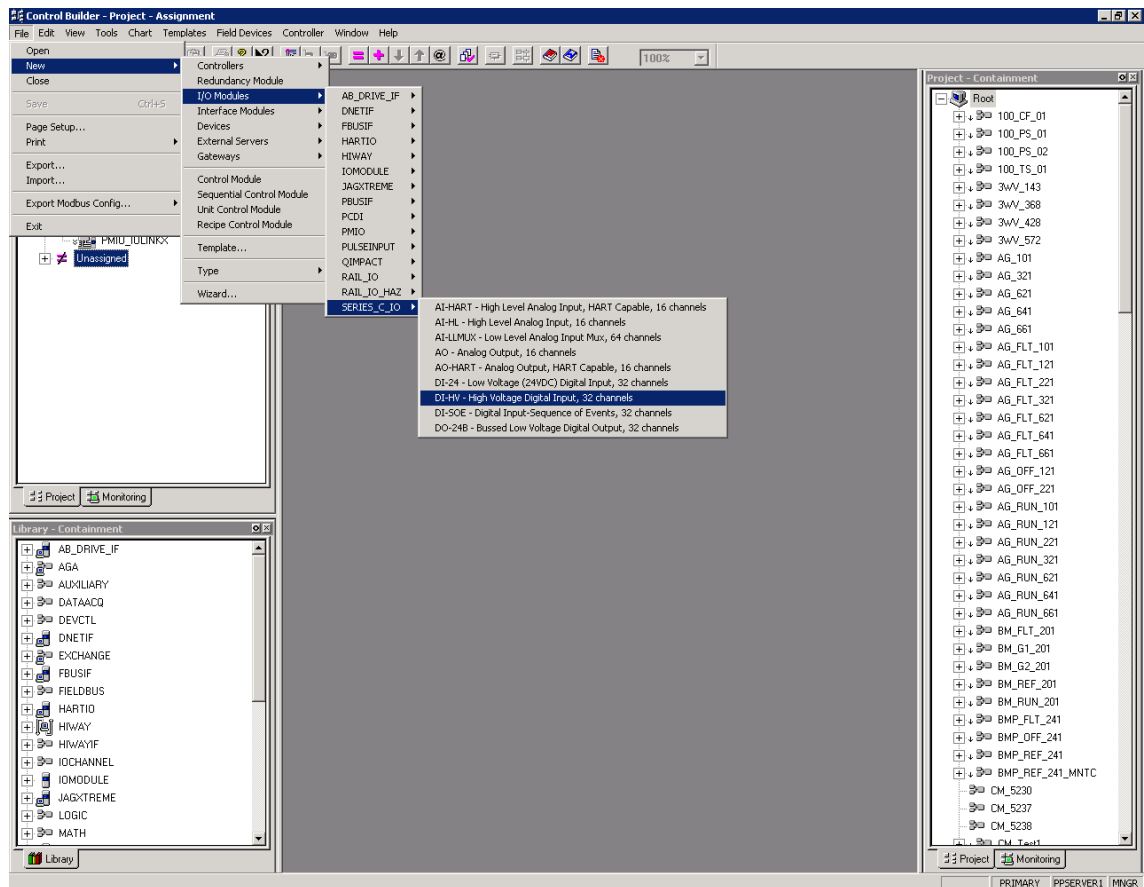 Control Builder - Project - Assignment
File Edit View Tools Chart Templates Field Devices Controller Window Help
100%
Open
New
Close
Save Ctrl+S
Page Setup...
Print
Export...
Import...
Export Modbus Config...
Exit
Controllers
Redundancy Module
I/O Modules
Interface Modules
Devices
External Servers
Gateways
Control Module
Sequential Control Module
Unit Control Module
Recipe Control Module
Template...
Type
Wizard...
AB_DRIVE_IF
DNETIF
FBUSIF
HARTIO
HIWAY
IOMODULE
JAGXTREME
PBUSIF
PCDI
PMIO
PULSEINPUT
QIMPACT
RAIL_IO
RAIL_IO_HAZ
SERIES_C_IO
AI-HART - High Level Analog Input, HART Capable, 16 channels
AI-HL - High Level Analog Input, 16 channels
AI-LLMUX - Low Level Analog Input Mux, 64 channels
AO - Analog Output, 16 channels
AO-HART - Analog Output, HART Capable, 16 channels
DI-24 - Low Voltage (24VDC) Digital Input, 32 channels
DI-HV - High Voltage Digital Input, 32 channels
DI-SOE - Digital Input-Sequence of Events, 32 channels
DO-24B - Bussed Low Voltage Digital Output, 32 channels
PMIO_IOLINKX
Unassigned
Project Monitoring
Library - Containment
AB_DRIVE_IF
AGA
AUXILIARY
DATAACQ
DEVCTL
DNETIF
EXCHANGE
FBUSIF
FIELDBUS
HARTIO
HIWAY
HIWAYIF
IOCHANNEL
IOMODULE
JAGXTREME
LOGIC
MATH
Library
Project - Containment
Root
100_CF_01
100_PS_01
100_PS_02
100_TS_01
3WV_143
3WV_368
3WV_428
3WV_572
AG_101
AG_321
AG_621
AG_641
AG_661
AG_FLT_101
AG_FLT_121
AG_FLT_221
AG_FLT_321
AG_FLT_621
AG_FLT_641
AG_FLT_661
AG_OFF_121
AG_OFF_221
AG_RUN_101
AG_RUN_121
AG_RUN_221
AG_RUN_321
AG_RUN_621
AG_RUN_641
AG_RUN_661
BM_FLT_201
BM_G1_201
BM_G2_201
BM_REF_201
BM_RUN_201
BMP_FLT_241
BMP_OFF_241
BMP_REF_241
BMP_REF_241_MNTC
CM_5230
CM_5237
CM_5238
CM_Test1
Project Monitoring
PRIMARY PPSERVER1 MNGR